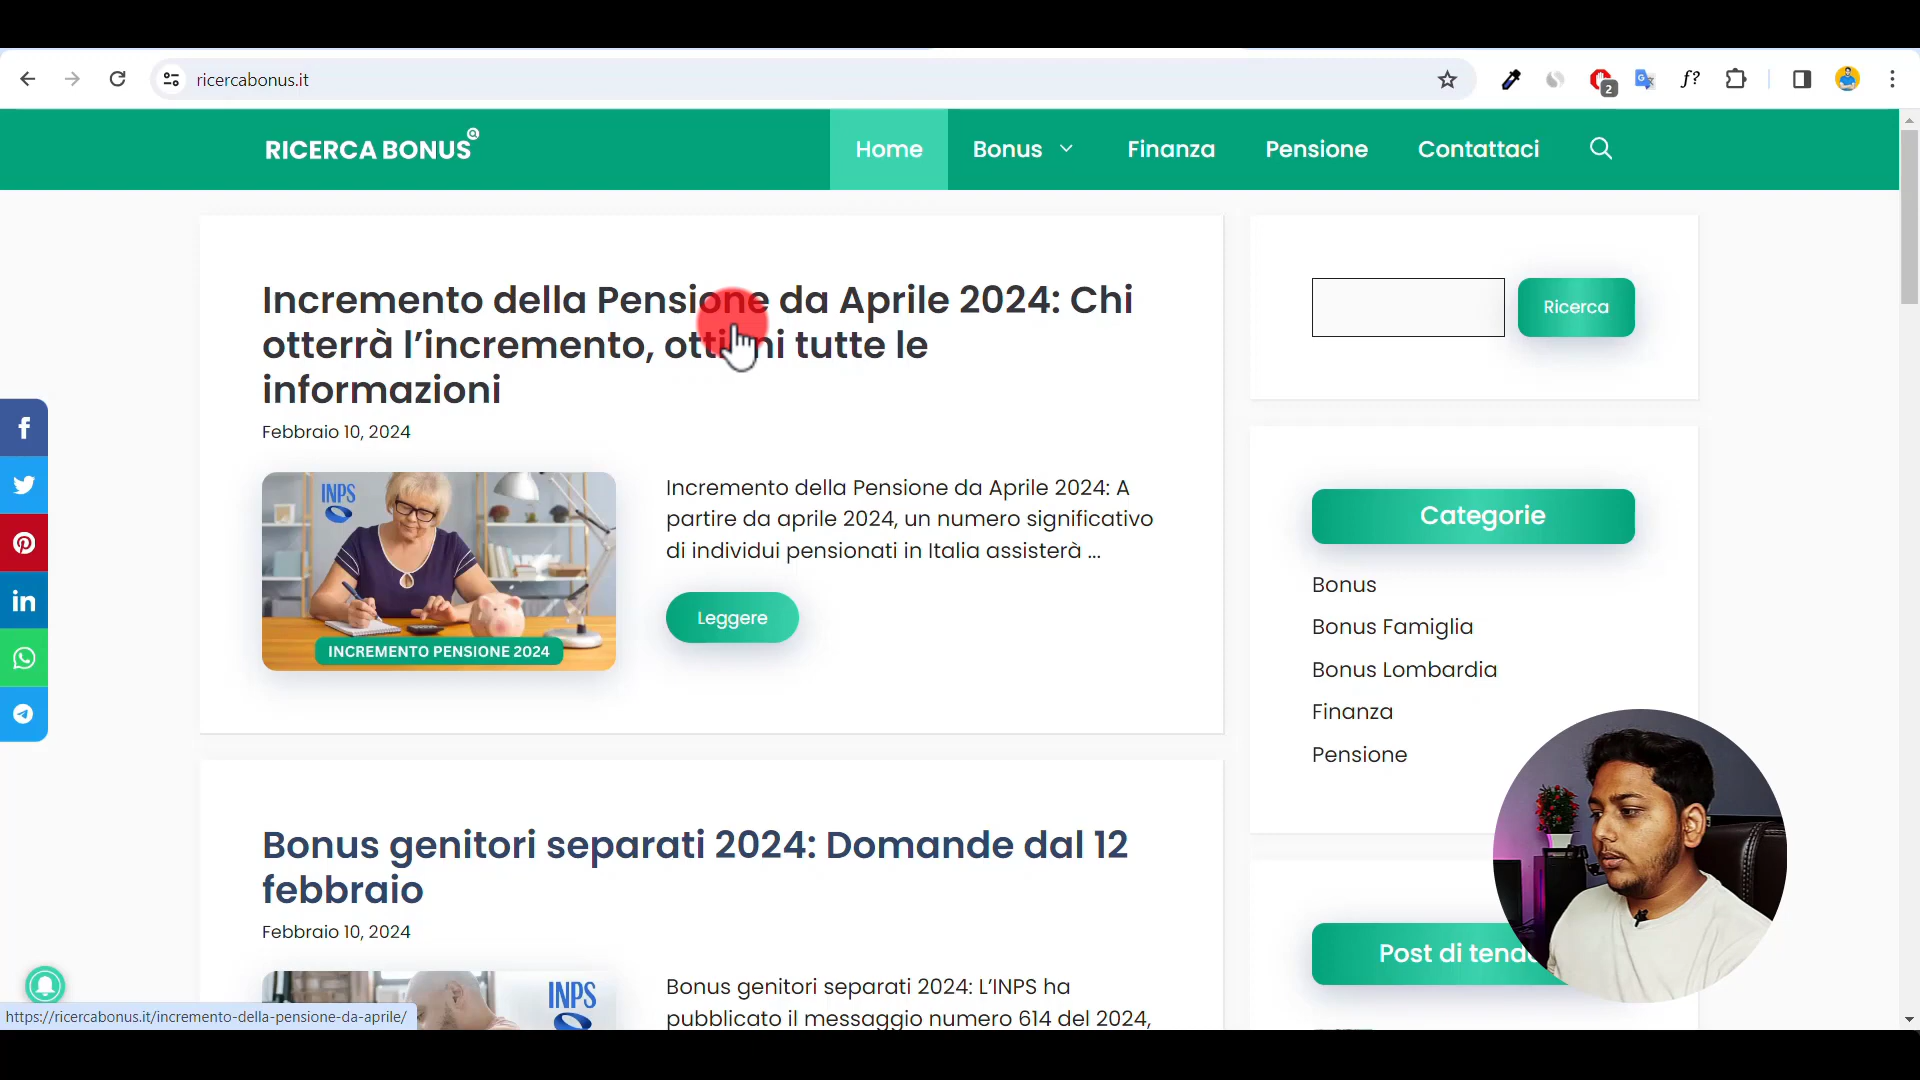 ricercabonus.it
2
f?
RICERCA BONUS
Home
Bonus
Finanza
Pensione
Contattaci
Incremento della Pensione da Aprile 2024: Chi
otterrà l’incremento, ottieni tutte le
informazioni
Febbraio 10, 2024
INPS
INCREMENTO PENSIONE 2024
Incremento della Pensione da Aprile 2024: A
partire da aprile 2024, un numero significativo
di individui pensionati in Italia assisterà ...
Leggere
Ricerca
Categorie
Bonus
Bonus Famiglia
Bonus Lombardia
Finanza
Pensione
Bonus genitori separati 2024: Domande dal 12
febbraio
Febbraio 10, 2024
INPS
Bonus genitori separati 2024: L’INPS ha
pubblicato il messaggio numero 614 del 2024,
Post di
https://ricercabonus.it/incremento-della-pensione-da-aprile/